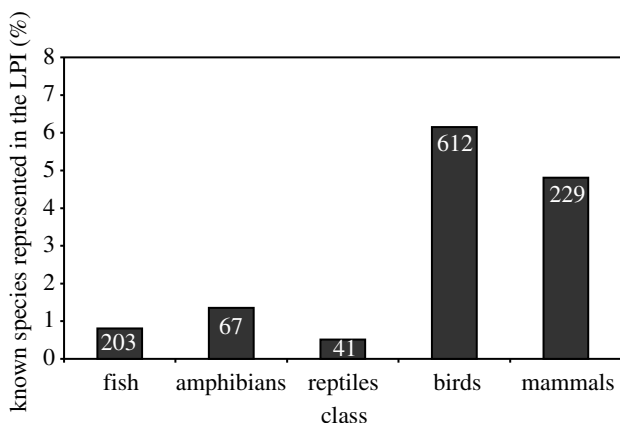 known species represented in the LPI (%)
8
7
6
5
4
3
2
1
0
203
67
41
612
229
fish
amphibians
reptiles
birds
mammals
class